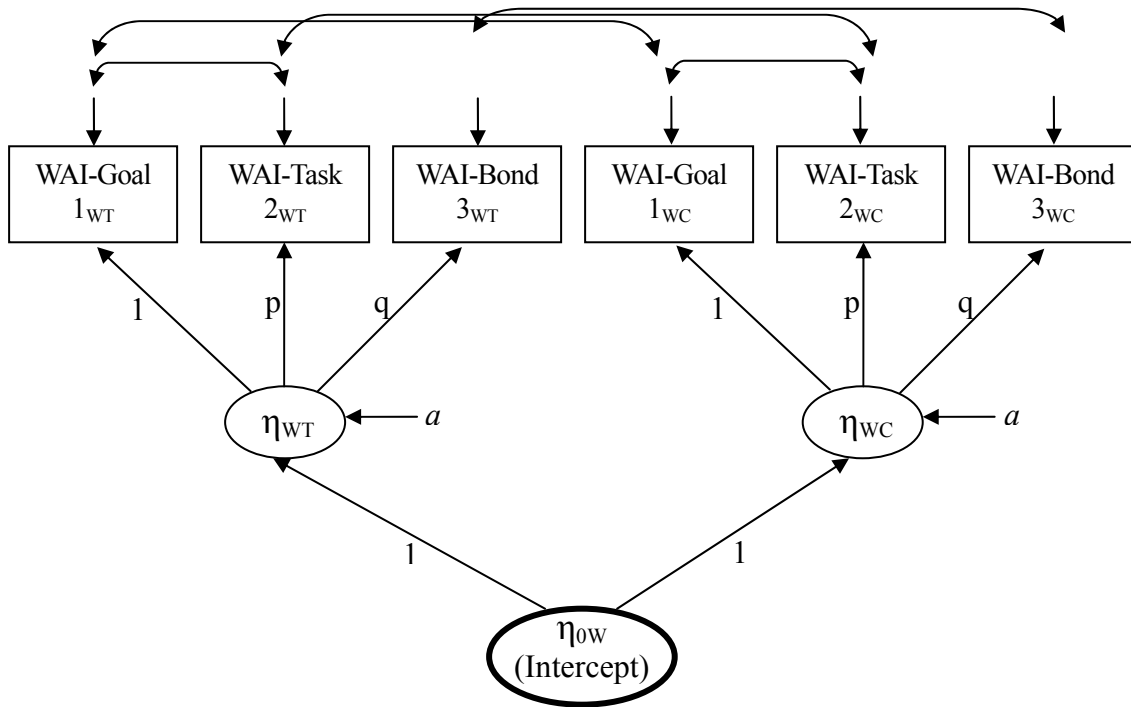 WAI-Goal
1WT
WAI-Task
2WT
WAI-Bond
3WT
WAI-Goal
1WC
WAI-Task
2WC
WAI-Bond
3WC
1
p
q
1
p
q
ηWT
a
ηWC
a
1
1
η0W
(Intercept)